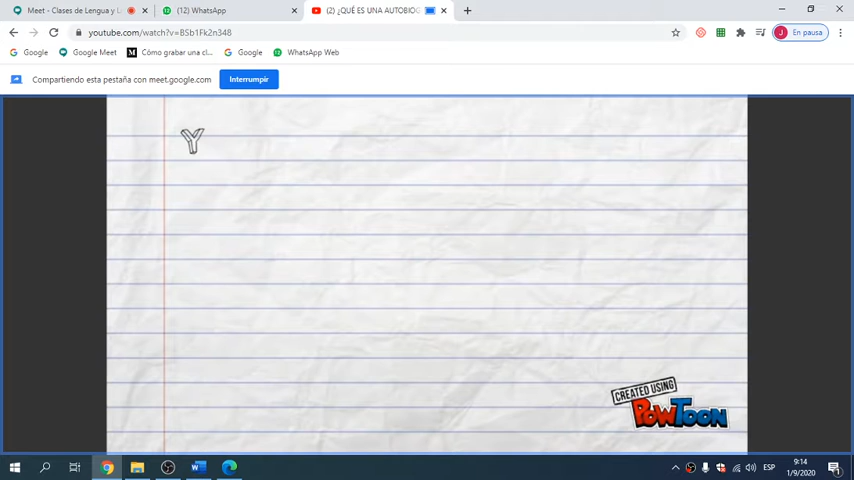 Meet - Clases de Lengua y L
(12) WhatsApp
(2) ¿QUÉ ES UNA AUTOBIOG
youtube.com/watch?v=8Sb1Fk2n348
J En pausa
Google
Google Meet
Cómo grabar una cl...
Google
WhatsApp Web
Compartiendo esta pestaña con meet.google.com
Interrumpir
Y
CREATED USING
POWTOON
ESP
9:14
1/9/2020